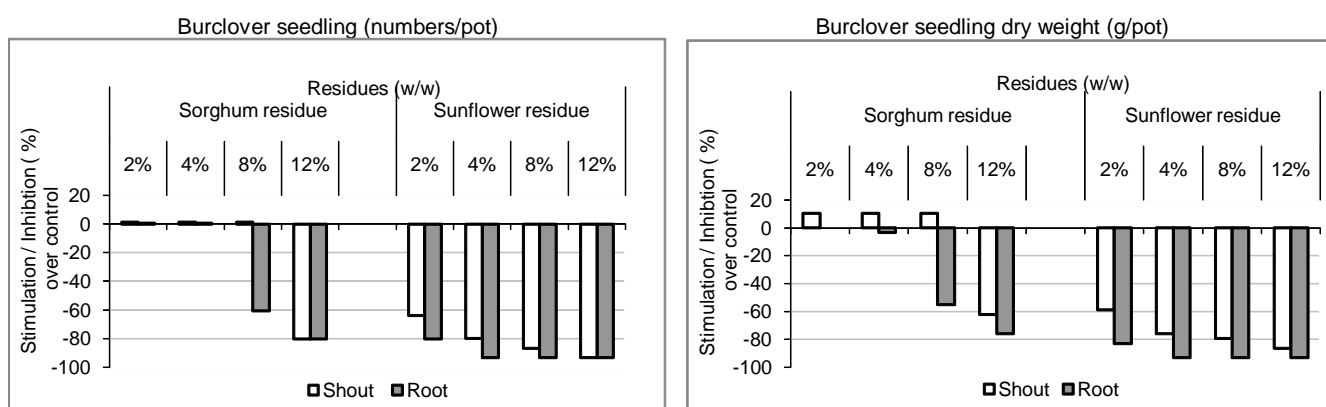 Burclover seedling (numbers/pot)
Residues (w/w)
Sorghum residue Sunflower residue
2% 4% 8% 12% 2% 4% 8% 12%
Stimulation / Inhibtion ( %)
over control
20
0
-20
-40
-60
-80
-100
Shout Root
Burclover seedling dry weight (g/pot)
Residues (w/w)
Sorghum residue Sunflower residue
2% 4% 8% 12% 2% 4% 8% 12%
Stimulation / Inhibtion ( %)
over control
20
0
-20
-40
-60
-80
-100
Shout Root